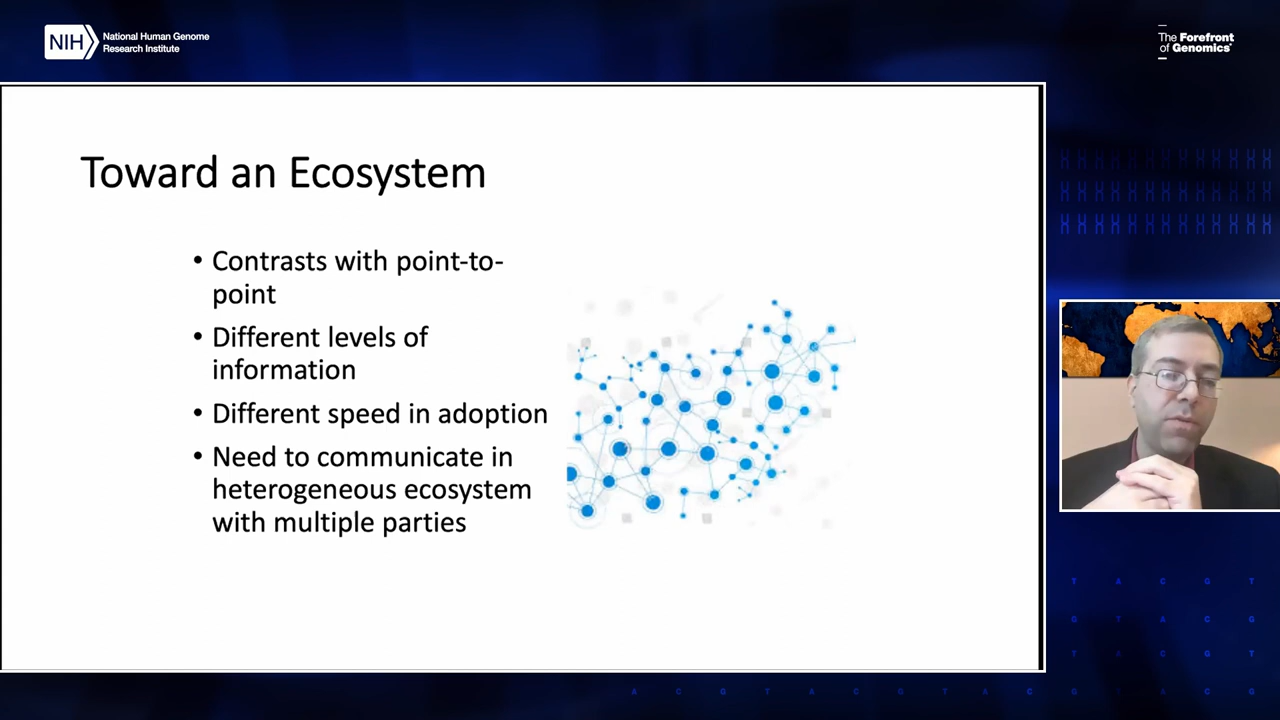 NIH
National Human Genome
Research Institute
The Forefront
of Genomics®
Toward an Ecosystem
• Contrasts with point-to-
point
• Different levels of
information
• Different speed in adoption
• Need to communicate in
heterogeneous ecosystem
with multiple parties
T A C G T
G T A C G
T A C G T
A C G T A C G T A C G T A C G